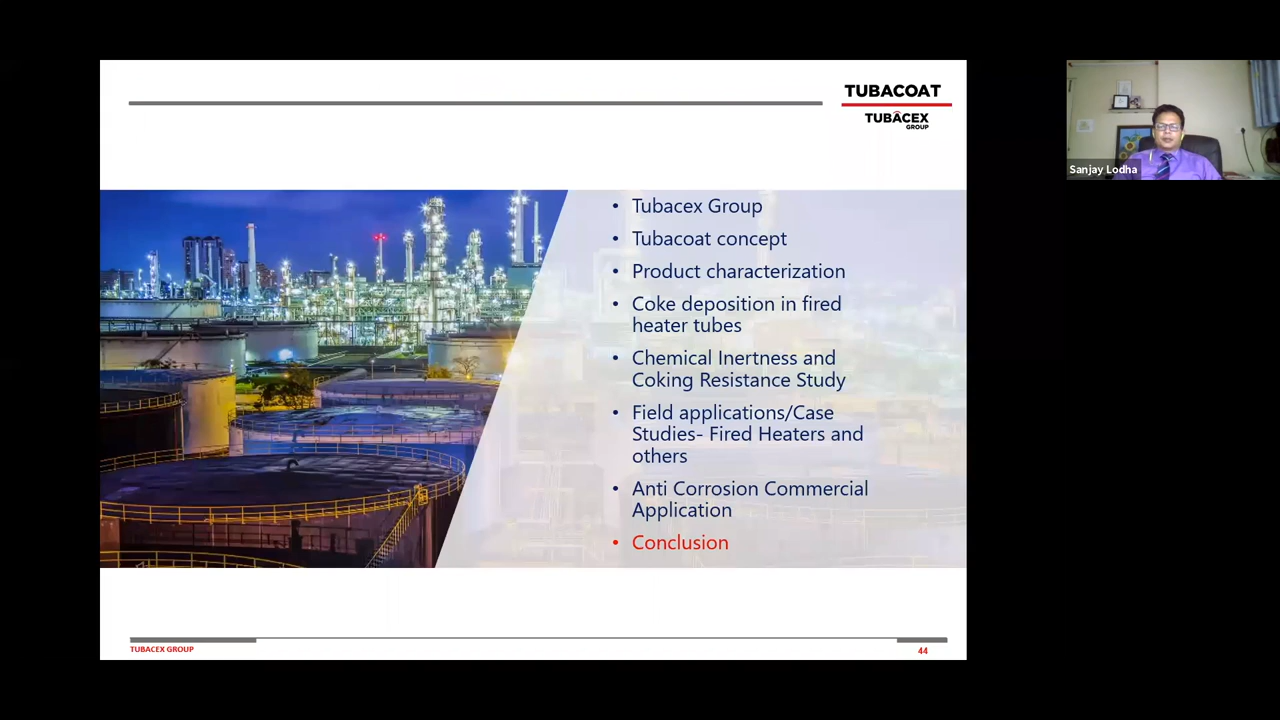 TUBACOAT
TUBACEX
GROUP
Sanjay Lodha
• Tubacex Group
• Tubacoat concept
• Product characterization
• Coke deposition in fired
heater tubes
• Chemical Inertness and
Coking Resistance Study
• Field applications/Case
Studies- Fired Heaters and
others
• Anti Corrosion Commercial
Application
• Conclusion
TUBACEX GROUP
44